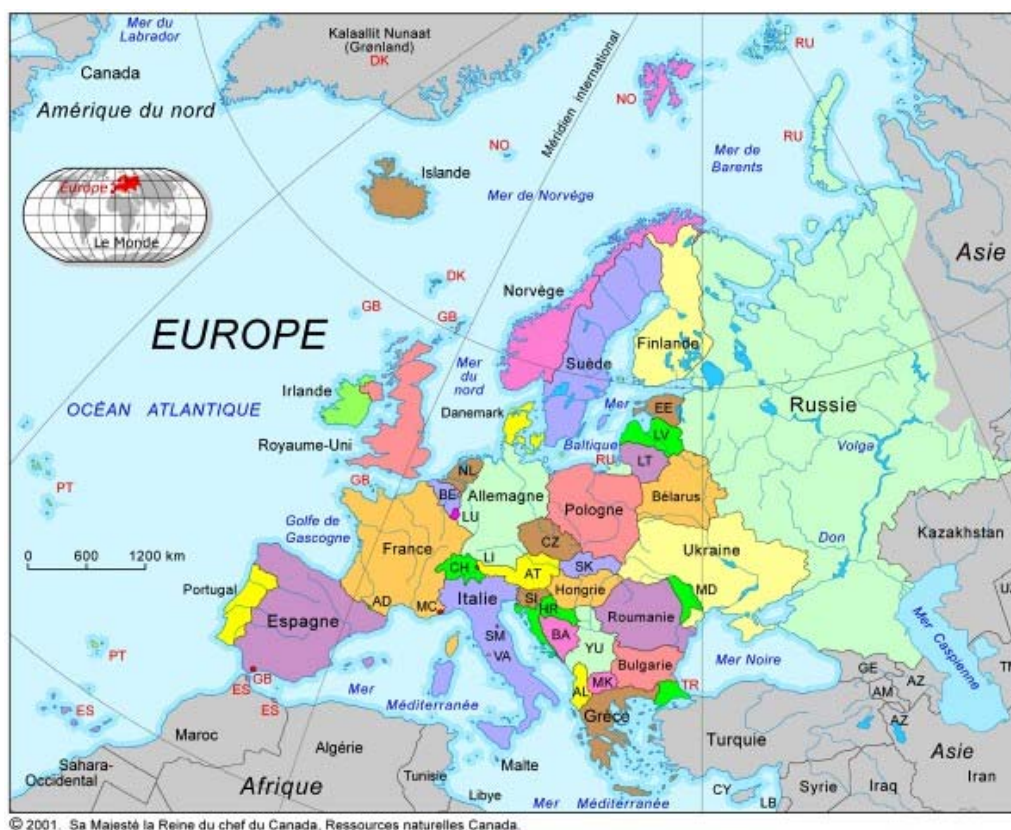 Mer du
Labrador
Kalaallit Nunaat
(Grønland)
DK
Canada
Amérique du nord
RU
NO
Méridien international
RU
NO
Mer de
Barents
Islande
Mer de Norvège
Europe
Le Monde
Asie
DK
Norvège
GB
GB
EUROPE
Finlande
Suède
Mer
du
nord
Irlande
OCÉAN ATLANTIQUE
Danemark
Mer
Baltique
EE
Russie
LV
Royaume-Uni
Volga
RU
LT
NL
PT
GB
BE
Allemagne
Bélarus
Pologne
LU
Golfe de
Gascogne
Kazakhstan
Don
0 600 1200 km
France
CZ
Ukraine
LI
CH
AT
SK
Portugal
Hongrie
MD
UZ
AD
MC
Italie
SI
HR
Roumanie
Espagne
SM
BA
YU
VA
Mer Caspienne
PT
Bulgarie
Mer Noire
GE
TM
GB
ES
MK
AL
TR
AZ
AM
ES
ES
Mer
Méditerranée
Grèce
AZ
Maroc
Turquie
Algérie
Asie
Sahara-
Occidental
Malte
Tunisie
Afrique
Syrie
Iraq
Iran
CY
Libye
LB
Mer Méditerranée
© 2001. Sa Majesté la Reine du chef du Canada, Ressources naturelles Canada.